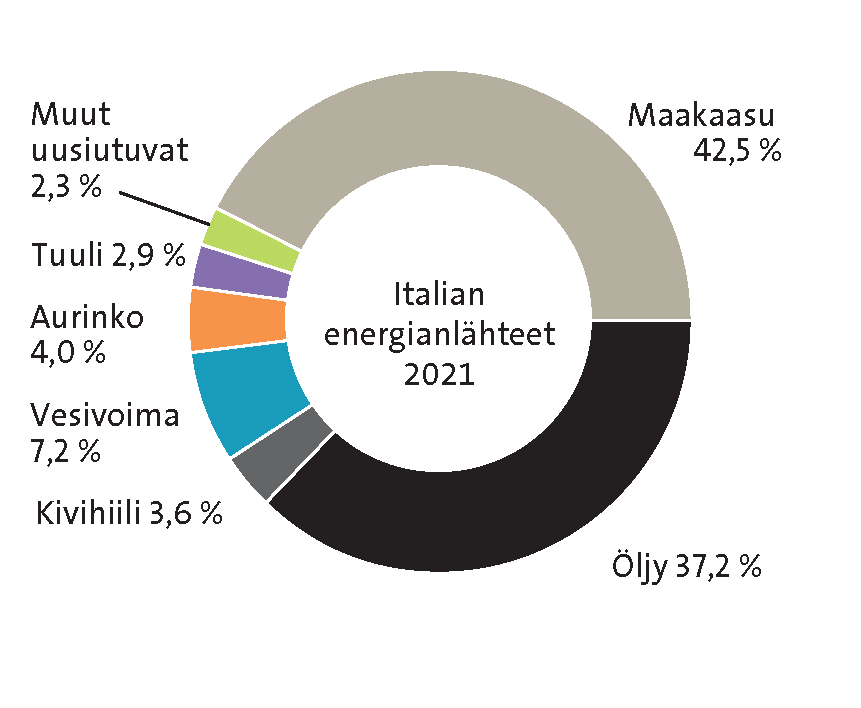 Muut
uusiutuvat
2,3 %
Tuuli 2,9 %
Aurinko
4,0 %
Vesivoima
7,2 %
Kivihiili 3,6 %
Italian
energianlähteet
2021
Maakaasu
42,5 %
Öljy 37,2 %